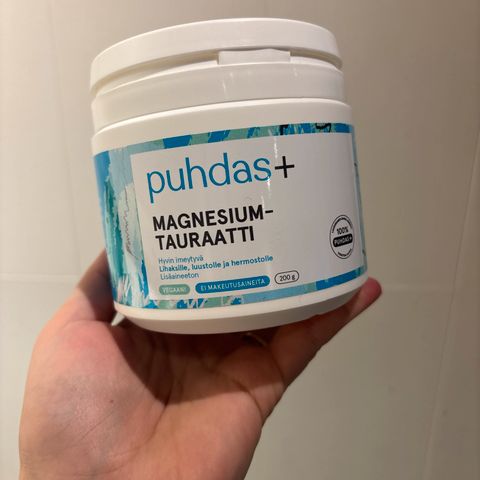 puhdas+
MAGNESIUM-
TAURAATTI
Hyvin imeytyvä
Lihaksille, luustolle ja hermostolle
Lisäaineeton
VEGAANI
EI MAKEUTUSAINEITA
200 g
100%
PUHDAS+